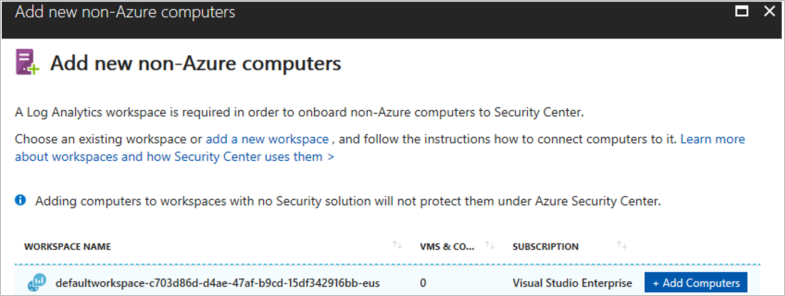 Add new non-Azure computers
Add new non-Azure computers
A Log Analytics workspace is required in order to onboard non-Azure computers to Security Center.
Choose an existing workspace or add a new workspace , and follow the instructions how to connect computers to it. Learn more
about workspaces and how Security Center uses them >
Adding computers to workspaces with no Security solution will not protect them under Azure Security Center.
WORKSPACE NAME VMS & CO... SUBSCRIPTION
defaultworkspace-c703d86d-d4ae-47af-b9cd-15df342916bb-eus 0 Visual Studio Enterprise + Add Computers